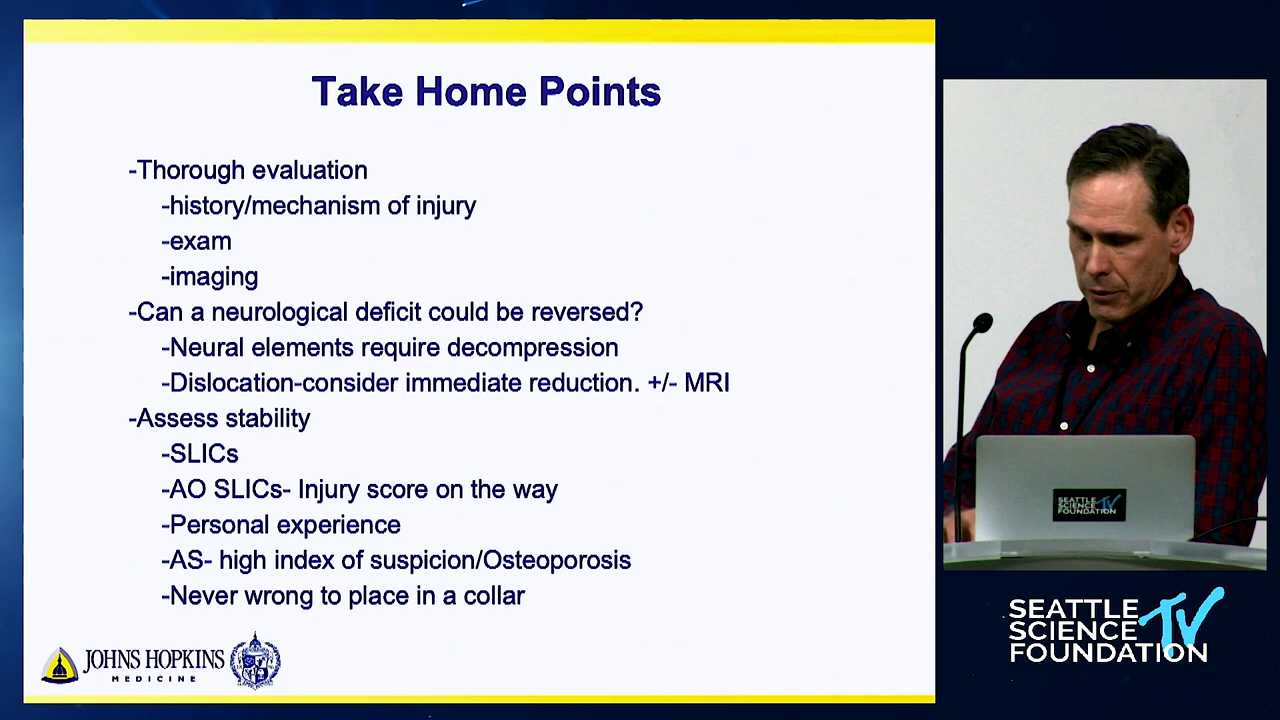 Take Home Points
-Thorough evaluation
-history/mechanism of injury
-exam
-imaging
-Can a neurological deficit could be reversed?
-Neural elements require decompression
-Dislocation-consider immediate reduction. +/- MRI
-Assess stability
-SLICs
-AO SLICs- Injury score on the way
-Personal experience
-AS- high index of suspicion/Osteoporosis
-Never wrong to place in a collar
JOHNS HOPKINS
MEDICINE
SEATTLE
SCIENCE TV
FOUNDATION
SEATTLE
SCIENCE TV
FOUNDATION